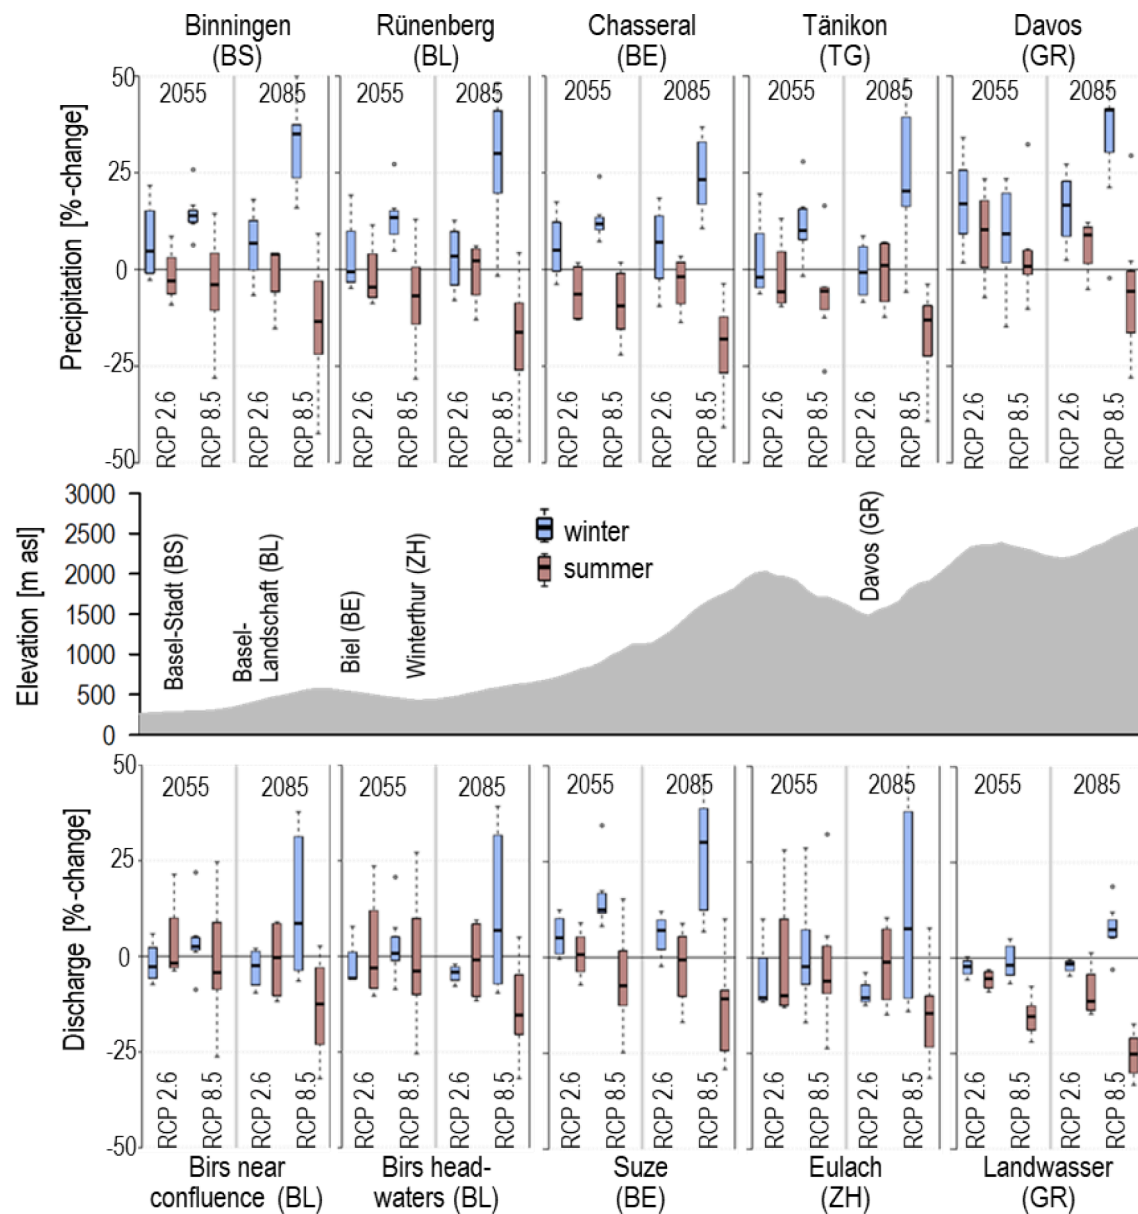 Binningen
(BS)
Rünenberg
(BL)
Chasseral
(BE)
Tänikon
(TG)
Davos
(GR)
Precipitation [%-change]
50
25
0
-25
-50
2055
2085
2055
2085
2055
2085
2055
2085
2055
2085
RCP 2.6
RCP 8.5
RCP 2.6
RCP 8.5
RCP 2.6
RCP 8.5
RCP 2.6
RCP 8.5
RCP 2.6
RCP 8.5
RCP 2.6
RCP 8.5
RCP 2.6
RCP 8.5
RCP 2.6
RCP 8.5
RCP 2.6
RCP 8.5
RCP 2.6
RCP 8.5
Elevation [m asl]
3000
2500
2000
1500
1000
500
0
Basel-Stadt (BS)
Basel-
Landschaft (BL)
Biel (BE)
Winterthur (ZH)
winter
summer
Davos (GR)
Discharge [%-change]
50
25
0
-25
-50
2055
2085
2055
2085
2055
2085
2055
2085
2055
2085
RCP 2.6
RCP 8.5
RCP 2.6
RCP 8.5
RCP 2.6
RCP 8.5
RCP 2.6
RCP 8.5
RCP 2.6
RCP 8.5
RCP 2.6
RCP 8.5
RCP 2.6
RCP 8.5
RCP 2.6
RCP 8.5
RCP 2.6
RCP 8.5
RCP 2.6
RCP 8.5
Birs near
confluence (BL)
Birs head-
waters (BL)
Suze
(BE)
Eulach
(ZH)
Landwasser
(GR)